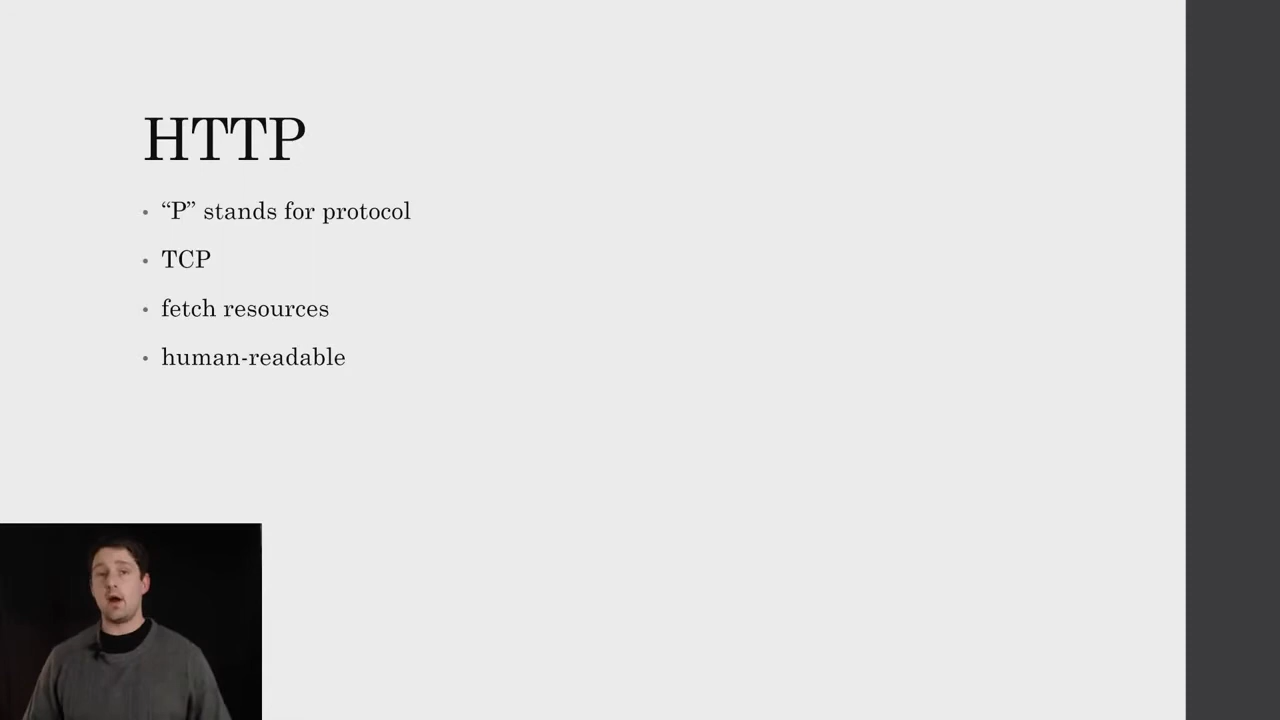 HTTP
• “P” stands for protocol
• TCP
• fetch resources
• human-readable